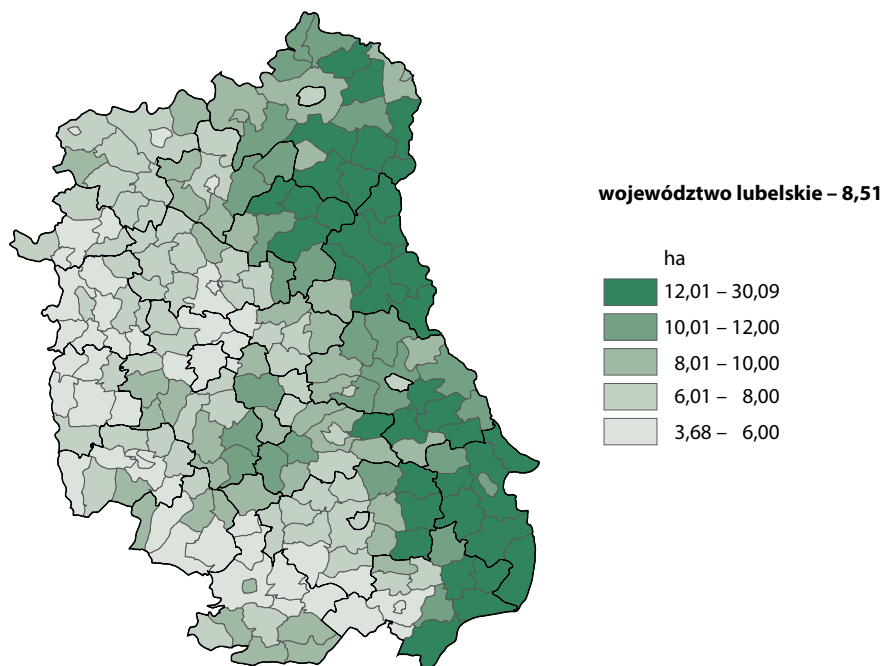 województwo lubelskie – 8,51
ha
12,01 – 30,09
10,01 – 12,00
8,01 – 10,00
6,01 – 8,00
3,68 – 6,00